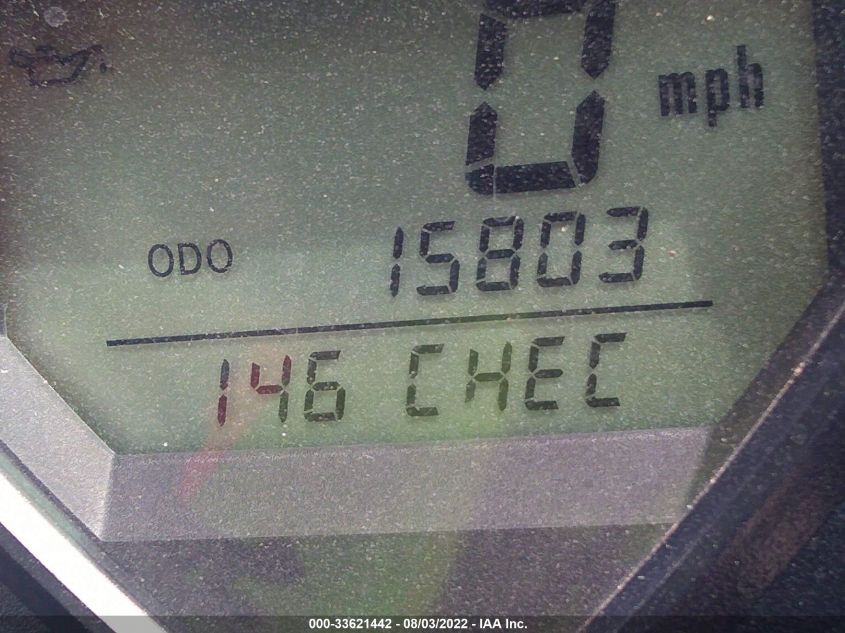 0 mph
ODO 15803
146 CHEC
000-33621442 - 08/03/2022 - IAA Inc.